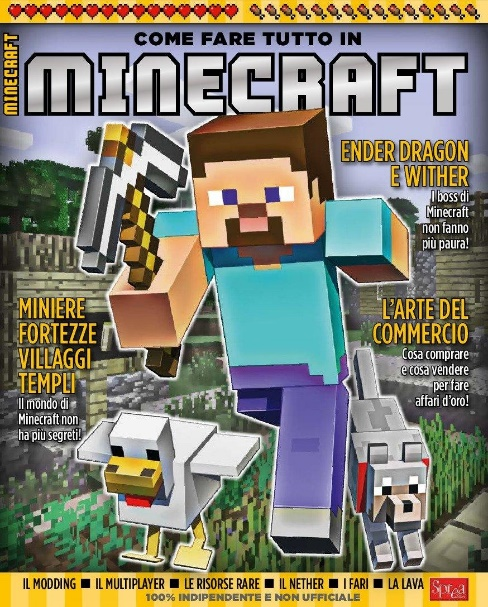 COME FARE TUTTO IN
MINECRAFT
MINECRAFT
ENDER DRAGON
E WITHER
I boss di
Minecraft
non fanno
più paura!
MINIERE
FORTEZZE
VILLAGGI
TEMPLI
Il mondo di
Minecraft non
ha più segreti!
L'ARTE DEL
COMMERCIO
Cosa comprare
e cosa vendere
per fare
affari d'oro!
IL MODDING ■ IL MULTIPLAYER ■ LE RISORSE RARE ■ IL NETHER ■ I FARI ■ LA LAVA
Sprea
100% INDIPENDENTE E NON UFFICIALE